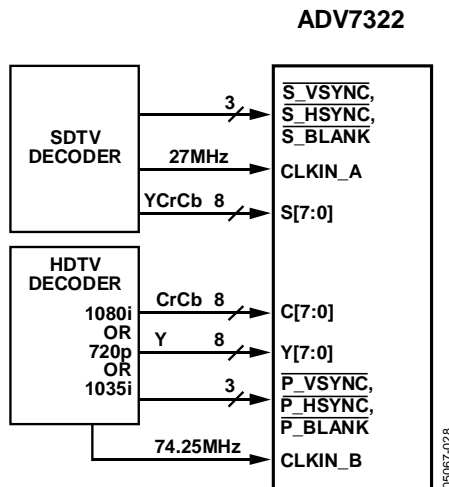 ADV7322
SDTV
DECODER
3
S_VSYNC,
S_HSYNC,
S_BLANK
27MHz
CLKIN_A
YCrCb 8
S[7:0]
HDTV
DECODER
1080i
OR
720p
OR
1035i
CrCb 8
C[7:0]
Y 8
Y[7:0]
3
P_VSYNC,
P_HSYNC,
P_BLANK
74.25MHz
CLKIN_B
05067-028